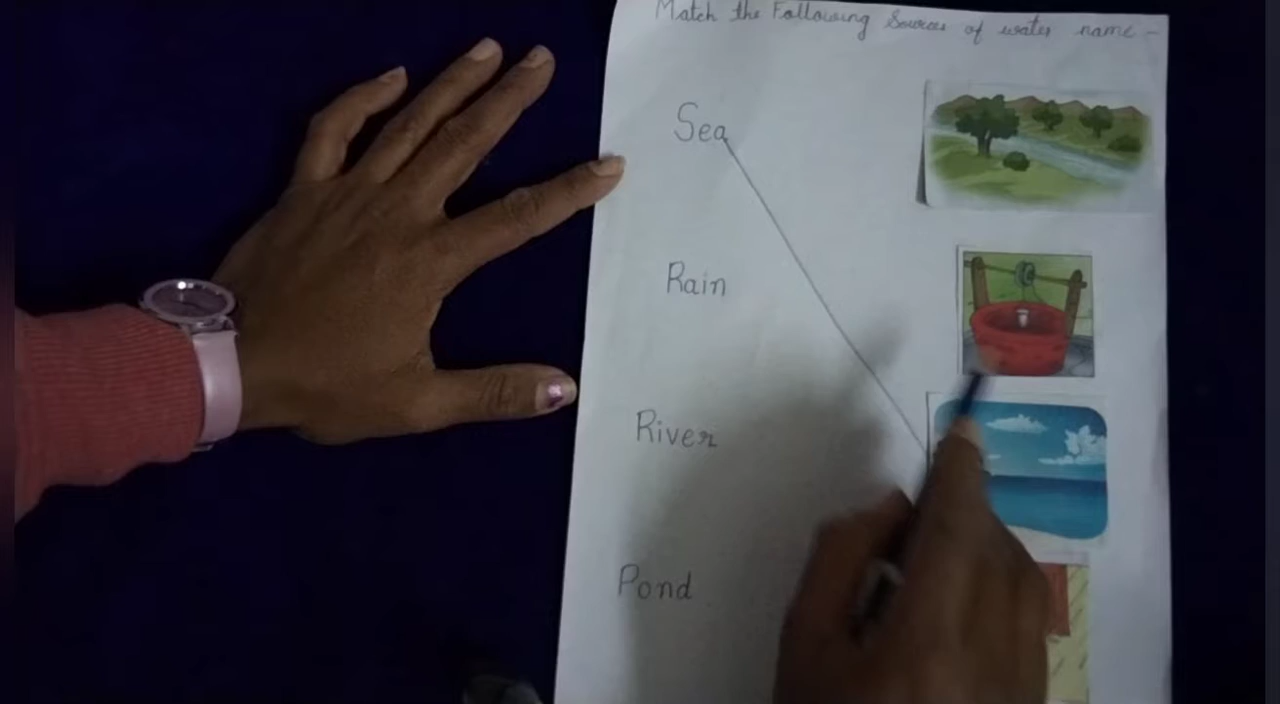 Match the Following Sources of water name -
Sea
Rain
River
Pond